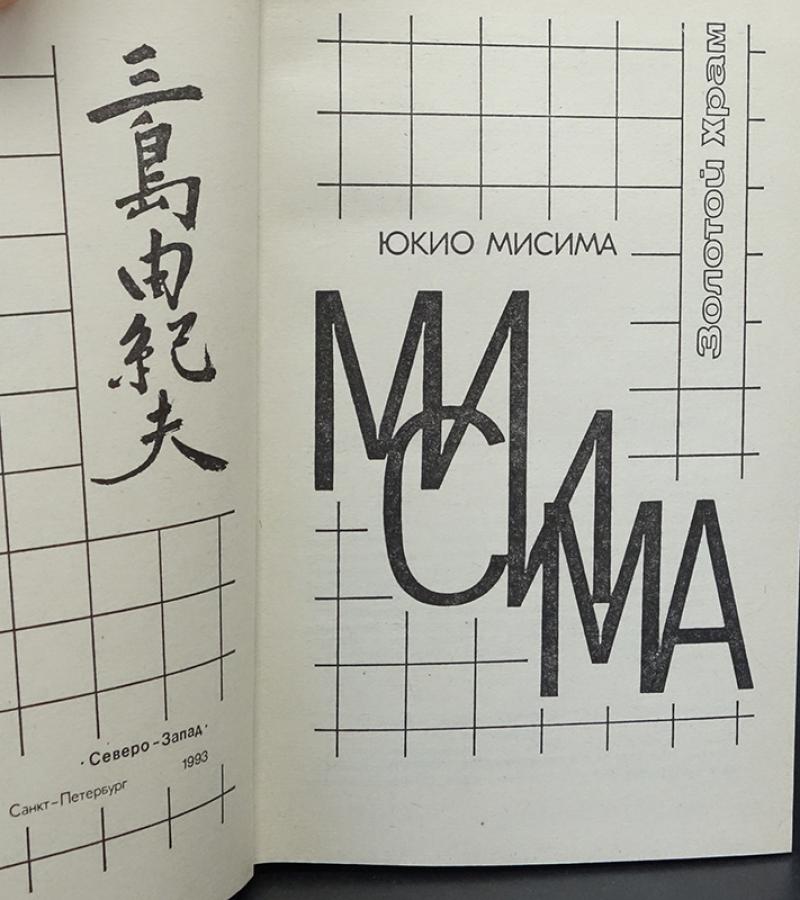 三島由紀夫
·Северо-Запад·
Санкт-Петербург
1993
Золотой Храм
ЮКИО МИСИМА
МИСИМА